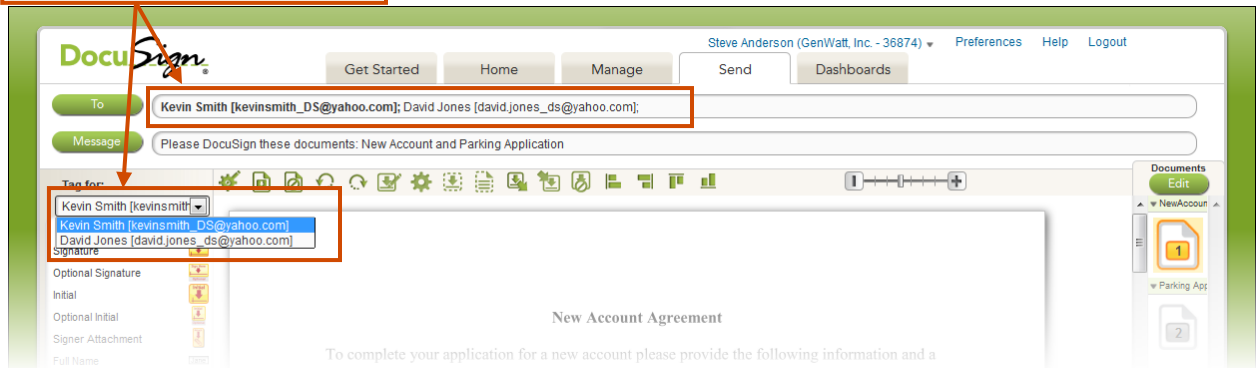 DocuSign
Steve Anderson (GenWatt, Inc. - 36874) Preferences Help Logout
Get Started Home Manage Send Dashboards
To Kevin Smith [kevinsmith_DS@yahoo.com]; David Jones [david.jones_ds@yahoo.com];
Message Please DocuSign these documents: New Account and Parking Application
Documents
Edit
Tag for:
Kevin Smith [kevinsmith
Kevin Smith [kevinsmith_DS@yahoo.com]
David Jones [david.jones_ds@yahoo.com]
Signature
Optional Signature
Initial
Optional Initial
Signer Attachment
Full Name
NewAccoun
1
Parking App
2
New Account Agreement
To complete your application for a new account please provide the following information and a